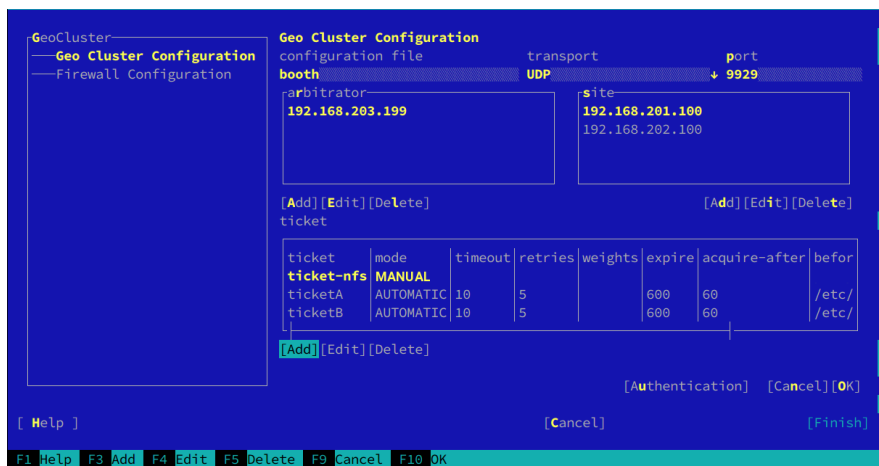 GeoCluster
Geo Cluster Configuration
Firewall Configuration
Geo Cluster Configuration
configuration file transport port
booth UDP ↓ 9929
arbitrator site
192.168.203.199 192.168.201.100
192.168.202.100
[Add][Edit][Delete] [Add][Edit][Delete]
ticket
ticket mode timeout retries weights expire acquire-after befor
ticket-nfs MANUAL
ticketA AUTOMATIC 10 5 600 60 /etc/
ticketB AUTOMATIC 10 5 600 60 /etc/
[Add][Edit][Delete]
[Authentication] [Cancel][OK]
[ Help ] [Cancel] [Finish]
F1 Help F3 Add F4 Edit F5 Delete F9 Cancel F10 OK